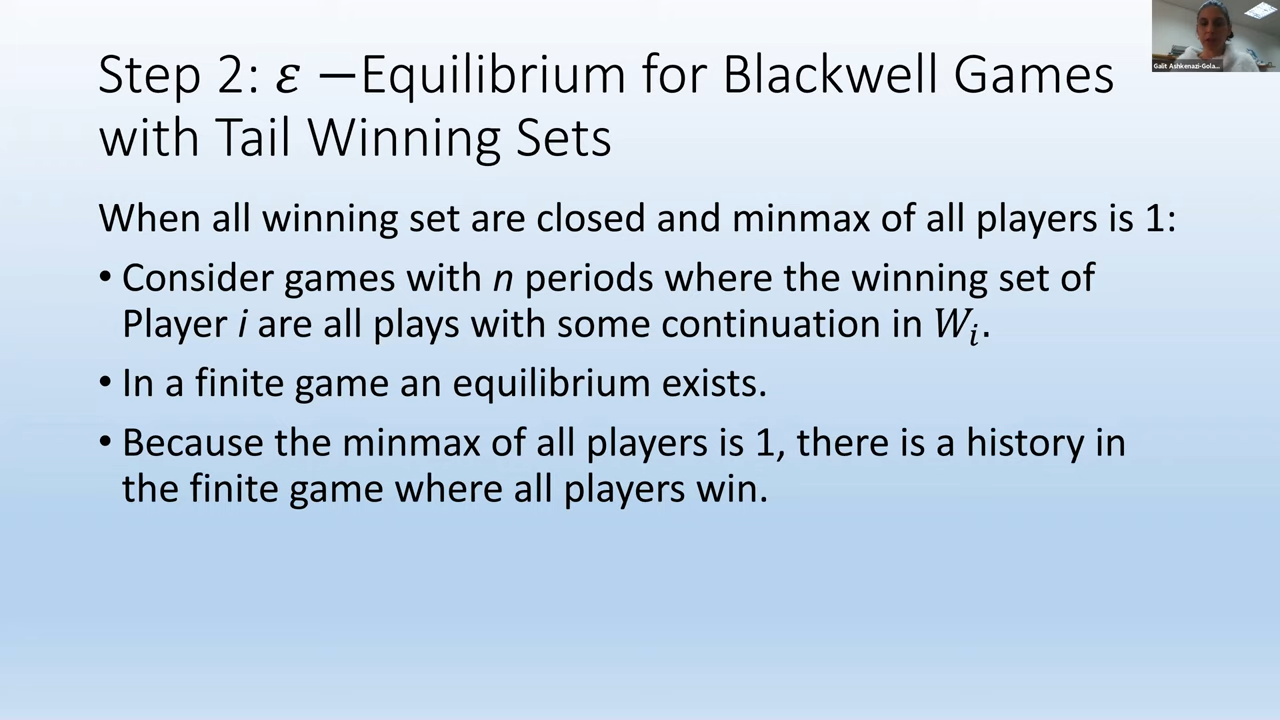 Step 2: 𝜀 −Equilibrium for Blackwell Games
with Tail Winning Sets
When all winning set are closed and minmax of all players is 1:
• Consider games with n periods where the winning set of
Player i are all plays with some continuation in 𝑊ᵢ.
• In a finite game an equilibrium exists.
• Because the minmax of all players is 1, there is a history in
the finite game where all players win.
Galit Ashkenazi-Gola...